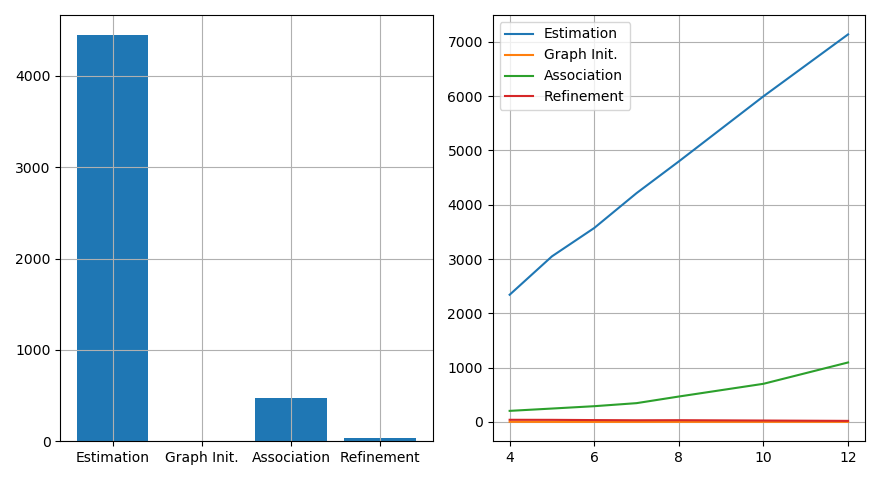 4000
3000
2000
1000
0
Estimation Graph Init. Association Refinement
Estimation
Graph Init.
Association
Refinement
7000
6000
5000
4000
3000
2000
1000
0
4 6 8 10 12